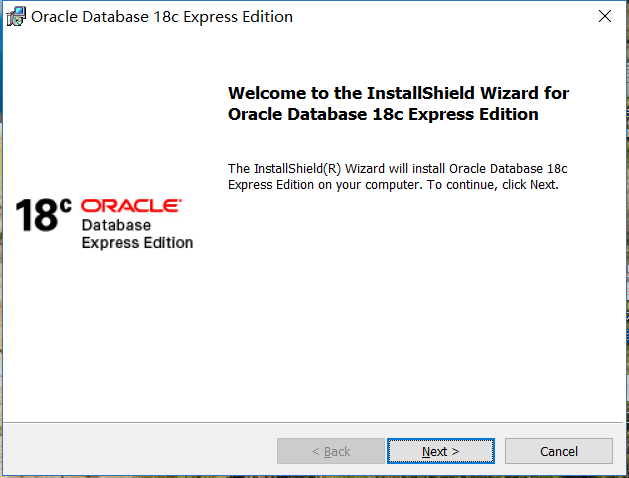 Oracle Database 18c Express Edition
Welcome to the InstallShield Wizard for
Oracle Database 18c Express Edition
The InstallShield(R) Wizard will install Oracle Database 18c
Express Edition on your computer. To continue, click Next.
18c ORACLE
Database
Express Edition
< Back Next > Cancel